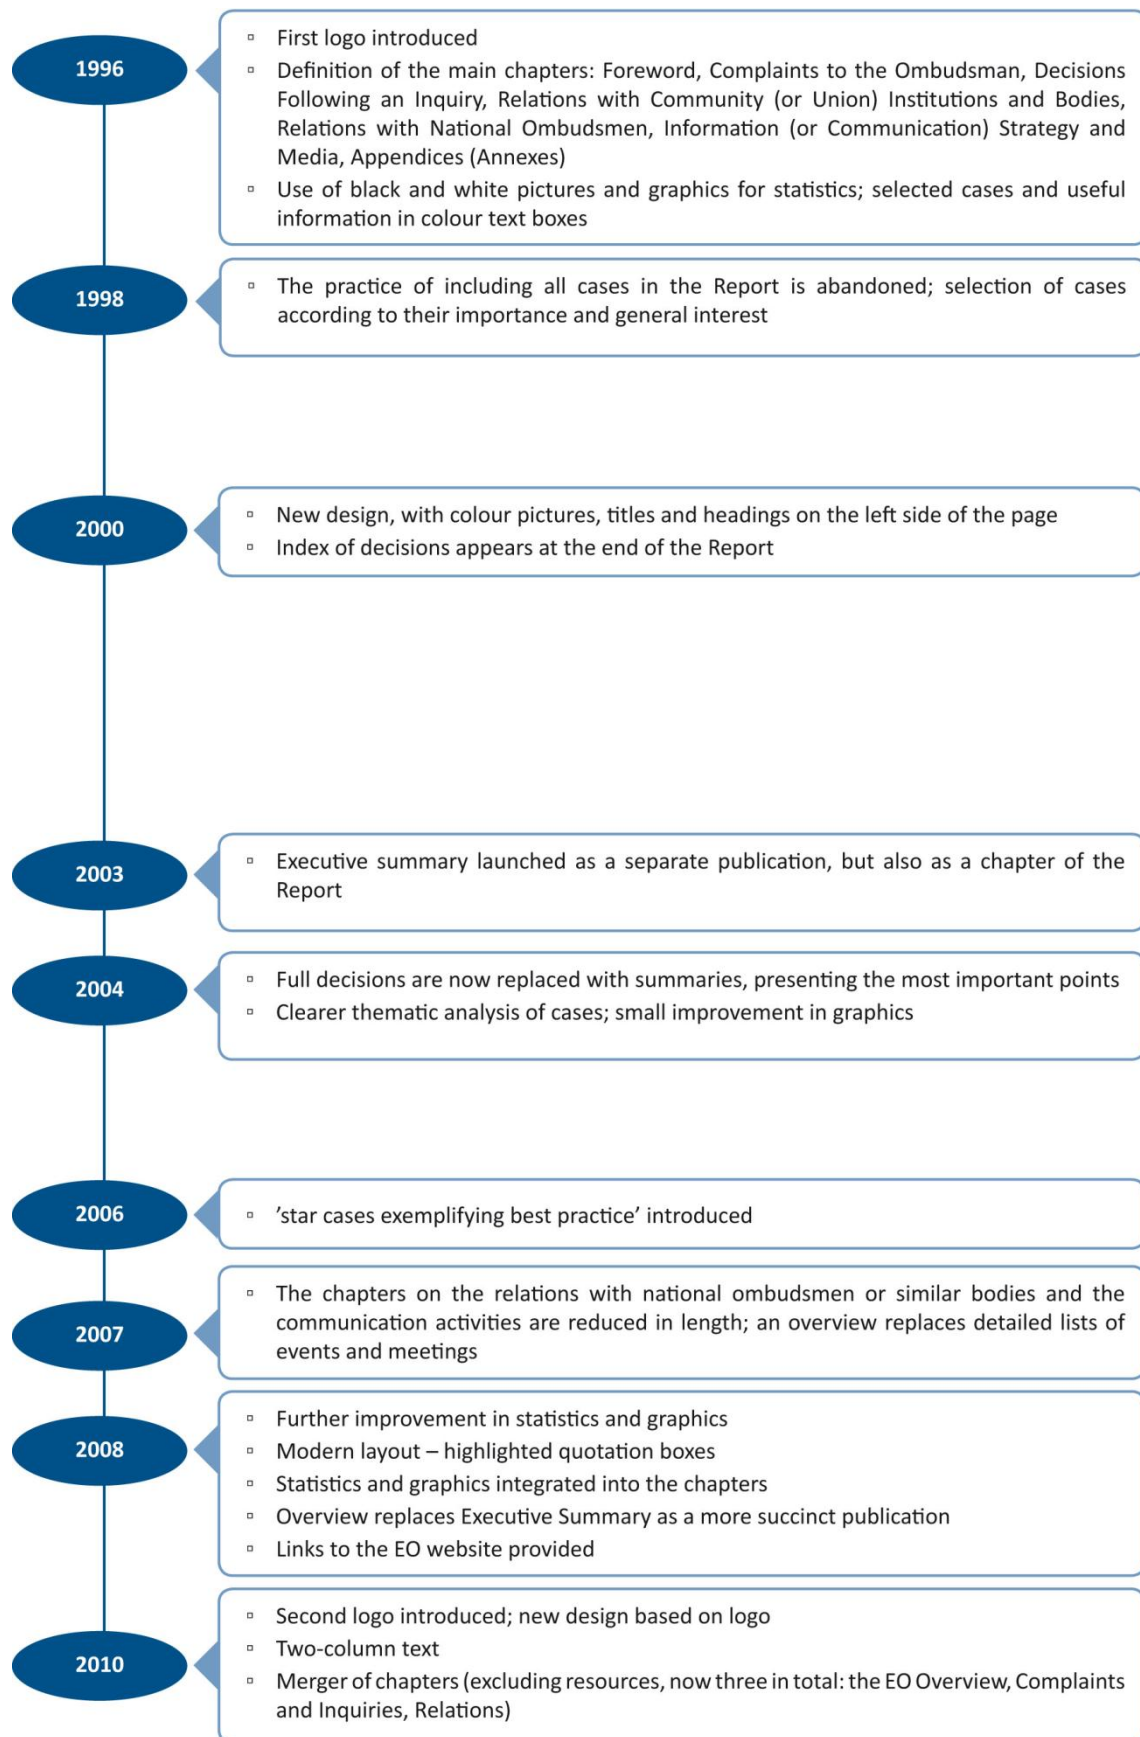 1996
▫ First logo introduced
▫ Definition of the main chapters: Foreword, Complaints to the Ombudsman, Decisions
Following an Inquiry, Relations with Community (or Union) Institutions and Bodies,
Relations with National Ombudsmen, Information (or Communication) Strategy and
Media, Appendices (Annexes)
▫ Use of black and white pictures and graphics for statistics; selected cases and useful
information in colour text boxes
1998
▫ The practice of including all cases in the Report is abandoned; selection of cases
according to their importance and general interest
2000
▫ New design, with colour pictures, titles and headings on the left side of the page
▫ Index of decisions appears at the end of the Report
2003
▫ Executive summary launched as a separate publication, but also as a chapter of the
Report
2004
▫ Full decisions are now replaced with summaries, presenting the most important points
▫ Clearer thematic analysis of cases; small improvement in graphics
2006
▫ ’star cases exemplifying best practice’ introduced
2007
▫ The chapters on the relations with national ombudsmen or similar bodies and the
communication activities are reduced in length; an overview replaces detailed lists of
events and meetings
2008
▫ Further improvement in statistics and graphics
▫ Modern layout – highlighted quotation boxes
▫ Statistics and graphics integrated into the chapters
▫ Overview replaces Executive Summary as a more succinct publication
▫ Links to the EO website provided
2010
▫ Second logo introduced; new design based on logo
▫ Two-column text
▫ Merger of chapters (excluding resources, now three in total: the EO Overview, Complaints
and Inquiries, Relations)